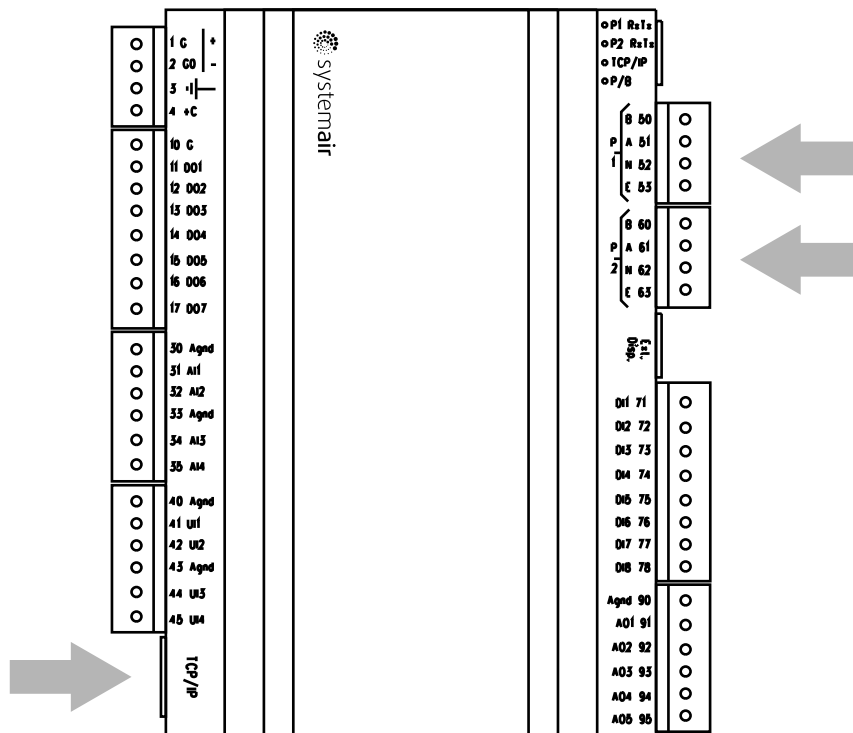 1 G +
2 G0 -
3
4 +C
10 G
11 DO1
12 DO2
13 DO3
14 DO4
15 DO5
16 DO6
17 DO7
30 Agnd
31 AI1
32 AI2
33 Agnd
34 AI3
35 AI4
40 Agnd
41 UI1
42 UI2
43 Agnd
44 UI3
45 UI4
TCP/IP
systemair
P1 RxTx
P2 RxTx
TCP/IP
P/B
P1
B 50
A 51
N 52
E 53
P2
B 60
A 61
N 62
E 63
Ext.
Disp.
DI1 71
DI2 72
DI3 73
DI4 74
DI5 75
DI6 76
DI7 77
DI8 78
Agnd 90
AO1 91
AO2 92
AO3 93
AO4 94
AO5 95